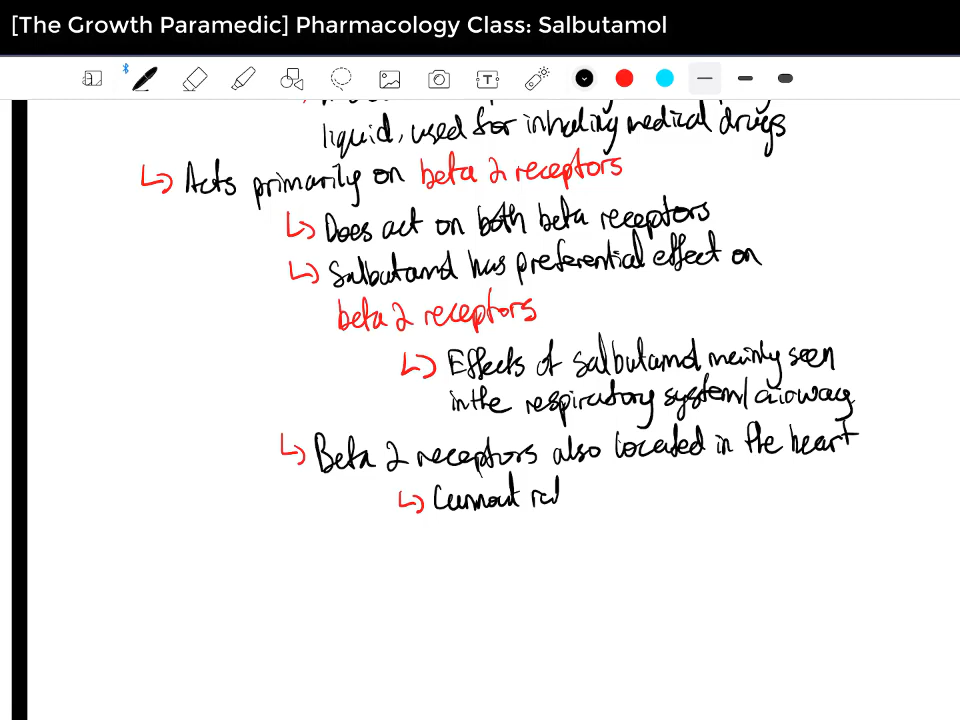 [The Growth Paramedic] Pharmacology Class: Salbutamol
liquid, used for inhaling medical drugs
↳ Acts primarily on beta 2 receptors
↳ Does act on both beta receptors
↳ Salbutamol has preferential effect on
beta 2 receptors
↳ Effects of salbutamol mainly seen
in the respiratory system/airway
↳ Beta 2 receptors also located in the heart
↳ Cannot